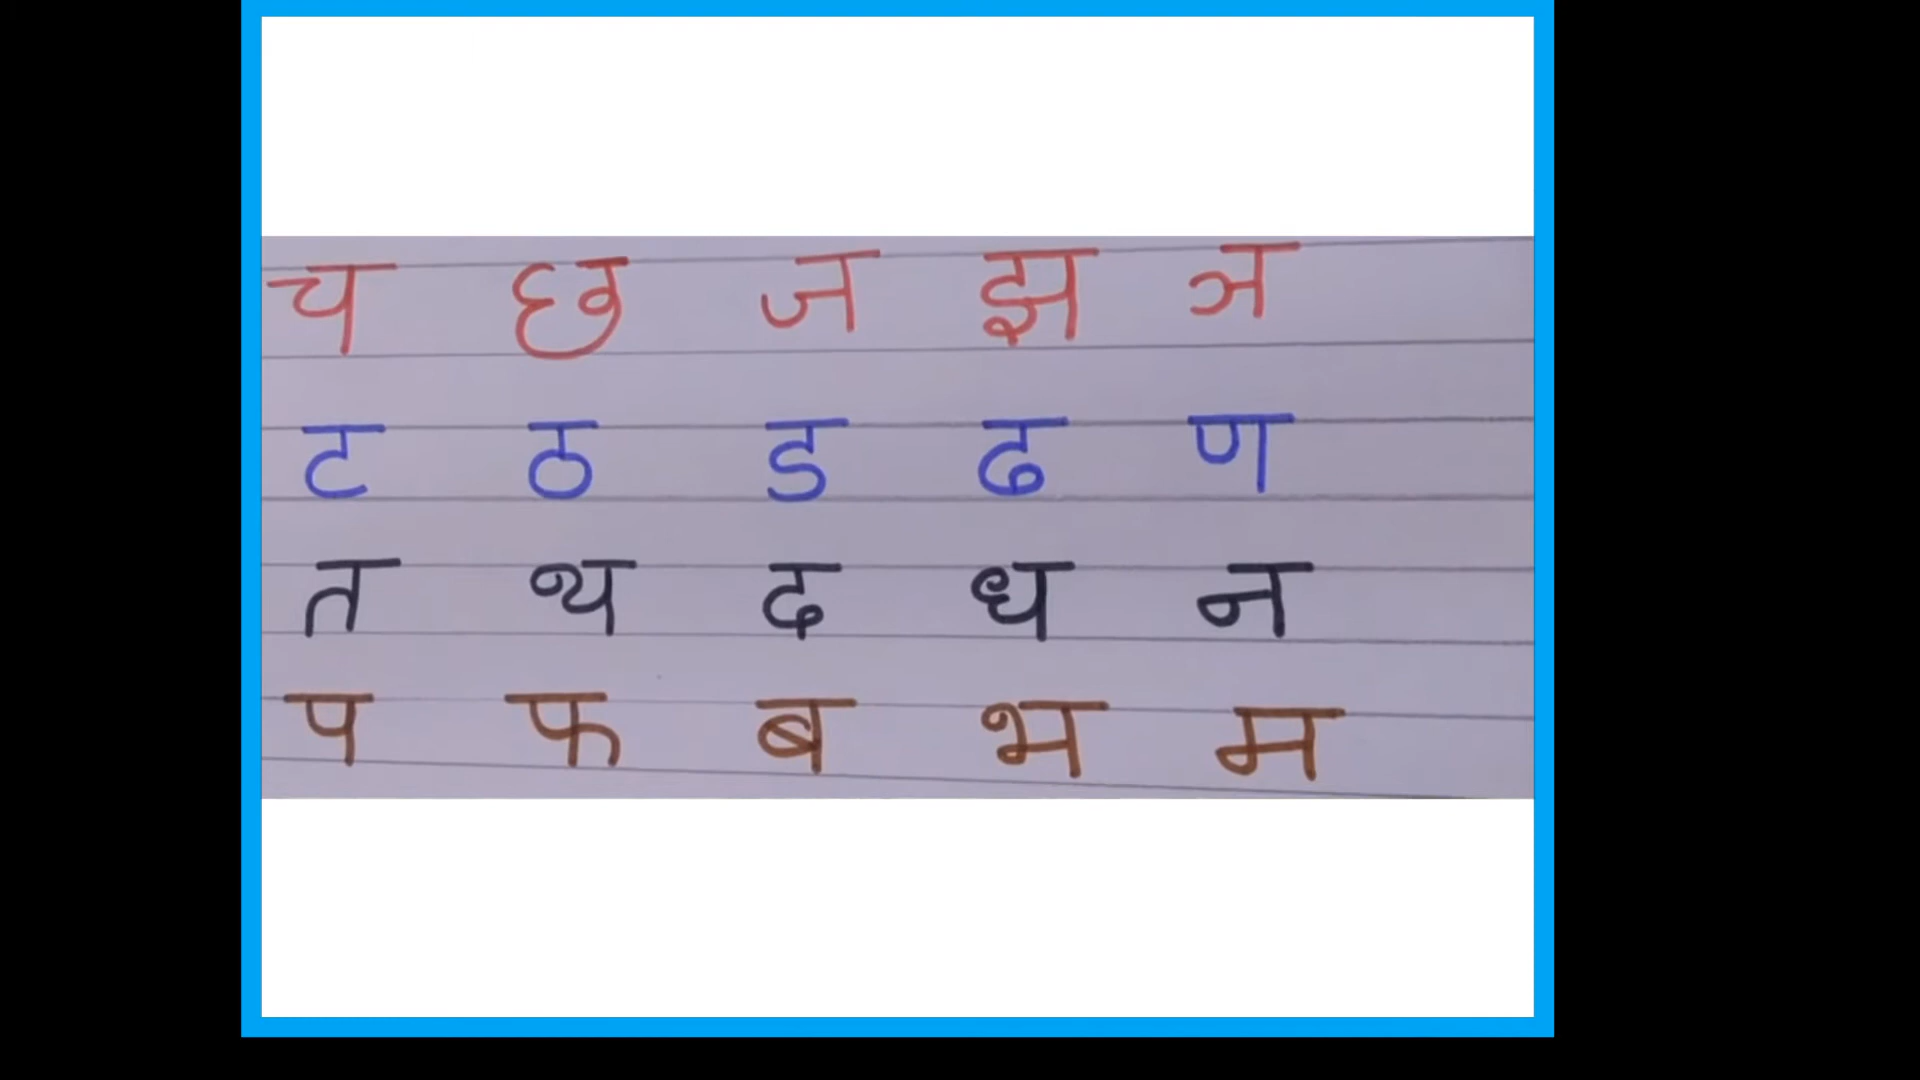 च छ ज झ ञ
ट ठ ड ढ ण
त थ द ध न
प फ ब भ म